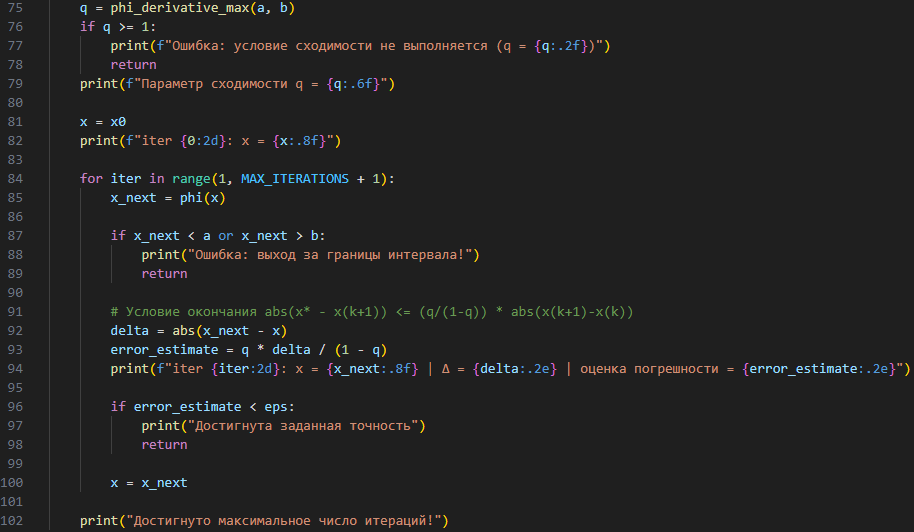 75 q = phi_derivative_max(a, b)
76 if q >= 1:
77 print(f"Ошибка: условие сходимости не выполняется (q = {q:.2f})")
78 return
79 print(f"Параметр сходимости q = {q:.6f}")
80
81 x = x0
82 print(f"iter {0:2d}: x = {x:.8f}")
83
84 for iter in range(1, MAX_ITERATIONS + 1):
85 x_next = phi(x)
86
87 if x_next < a or x_next > b:
88 print("Ошибка: выход за границы интервала!")
89 return
90
91 # Условие окончания abs(x* - x(k+1)) <= (q/(1-q)) * abs(x(k+1)-x(k))
92 delta = abs(x_next - x)
93 error_estimate = q * delta / (1 - q)
94 print(f"iter {iter:2d}: x = {x_next:.8f} | Δ = {delta:.2e} | оценка погрешности = {error_estimate:.2e}")
95
96 if error_estimate < eps:
97 print("Достигнута заданная точность")
98 return
99
100 x = x_next
101
102 print("Достигнуто максимальное число итераций!")